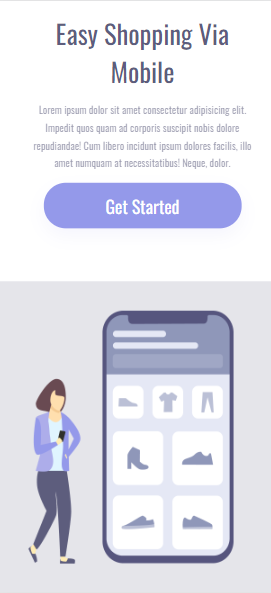 Easy Shopping Via
Mobile
Lorem ipsum dolor sit amet consectetur adipisicing elit.
Impedit quos quam ad corporis suscipit nobis dolore
repudiandae! Cum libero incidunt ipsum dolores facilis, illo
amet numquam at necessitatibus! Neque, dolor.
Get Started